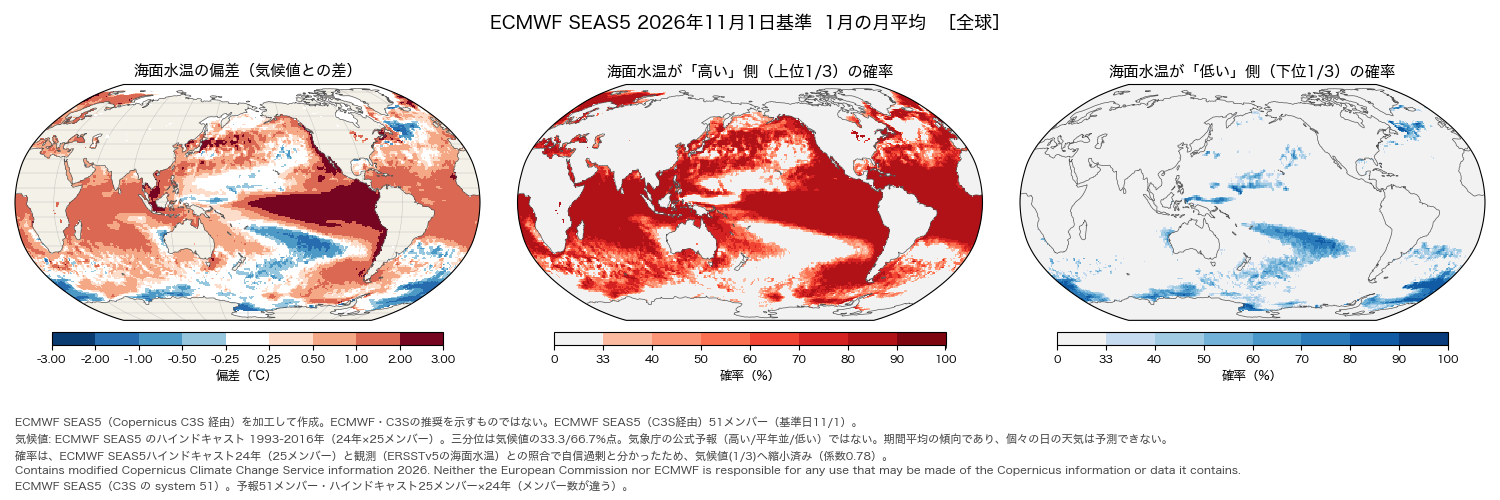 ECMWF SEAS5 2026年11月1日基準 1月の月平均 ［全球］
海面水温の偏差（気候値との差）
海面水温が「高い」側（上位1/3）の確率
海面水温が「低い」側（下位1/3）の確率
-3.00 -2.00 -1.00 -0.50 -0.25 0.25 0.50 1.00 2.00 3.00
偏差（℃）
0 33 40 50 60 70 80 90 100
確率（%）
0 33 40 50 60 70 80 90 100
確率（%）
ECMWF SEAS5（Copernicus C3S 経由）を加工して作成。ECMWF・C3Sの推奨を示すものではない。ECMWF SEAS5（C3S経由）51メンバー（基準日11/1）。
気候値: ECMWF SEAS5 のハインドキャスト 1993-2016年（24年×25メンバー）。三分位は気候値の33.3/66.7%点。気象庁の公式予報（高い/平年並/低い）ではない。期間平均の傾向であり、個々の日の天気は予測できない。
確率は、ECMWF SEAS5ハインドキャスト24年（25メンバー）と観測（ERSSTv5の海面水温）との照合で自信過剰と分かったため、気候値(1/3)へ縮小済み（係数0.78）。
Contains modified Copernicus Climate Change Service information 2026. Neither the European Commission nor ECMWF is responsible for any use that may be made of the Copernicus information or data it contains.
ECMWF SEAS5（C3S の system 51）。予報51メンバー・ハインドキャスト25メンバー×24年（メンバー数が違う）。